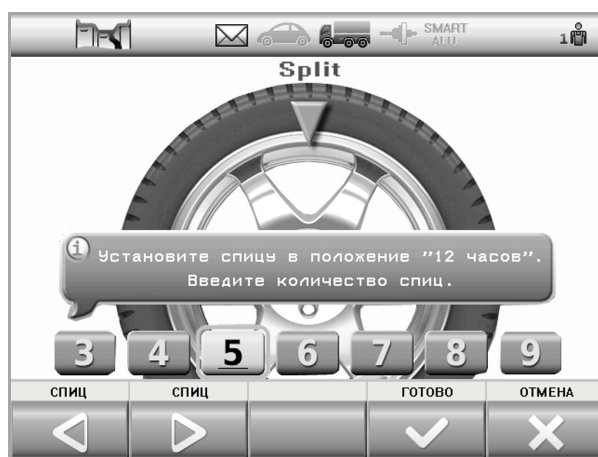 SMART
ALU
1
Split
Установите спицу в положение "12 часов".
Введите количество спиц.
3 4 5 6 7 8 9
СПИЦ СПИЦ ГОТОВО ОТМЕНА